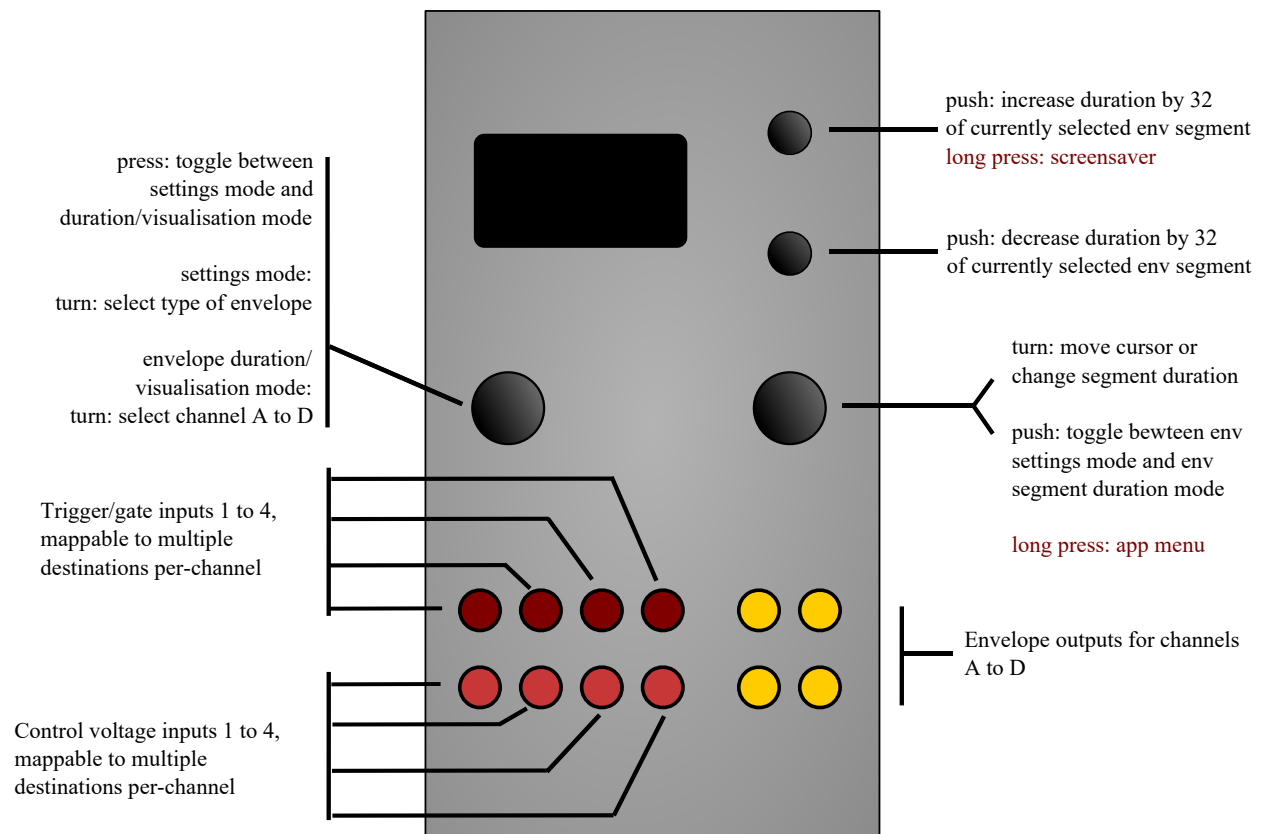 press: toggle between
settings mode and
duration/visualisation mode
settings mode:
turn: select type of envelope
envelope duration/
visualisation mode:
turn: select channel A to D
Trigger/gate inputs 1 to 4,
mappable to multiple
destinations per-channel
Control voltage inputs 1 to 4,
mappable to multiple
destinations per-channel
push: increase duration by 32
of currently selected env segment
long press: screensaver
push: decrease duration by 32
of currently selected env segment
turn: move cursor or
change segment duration
push: toggle bewteen env
settings mode and env
segment duration mode
long press: app menu
Envelope outputs for channels
A to D